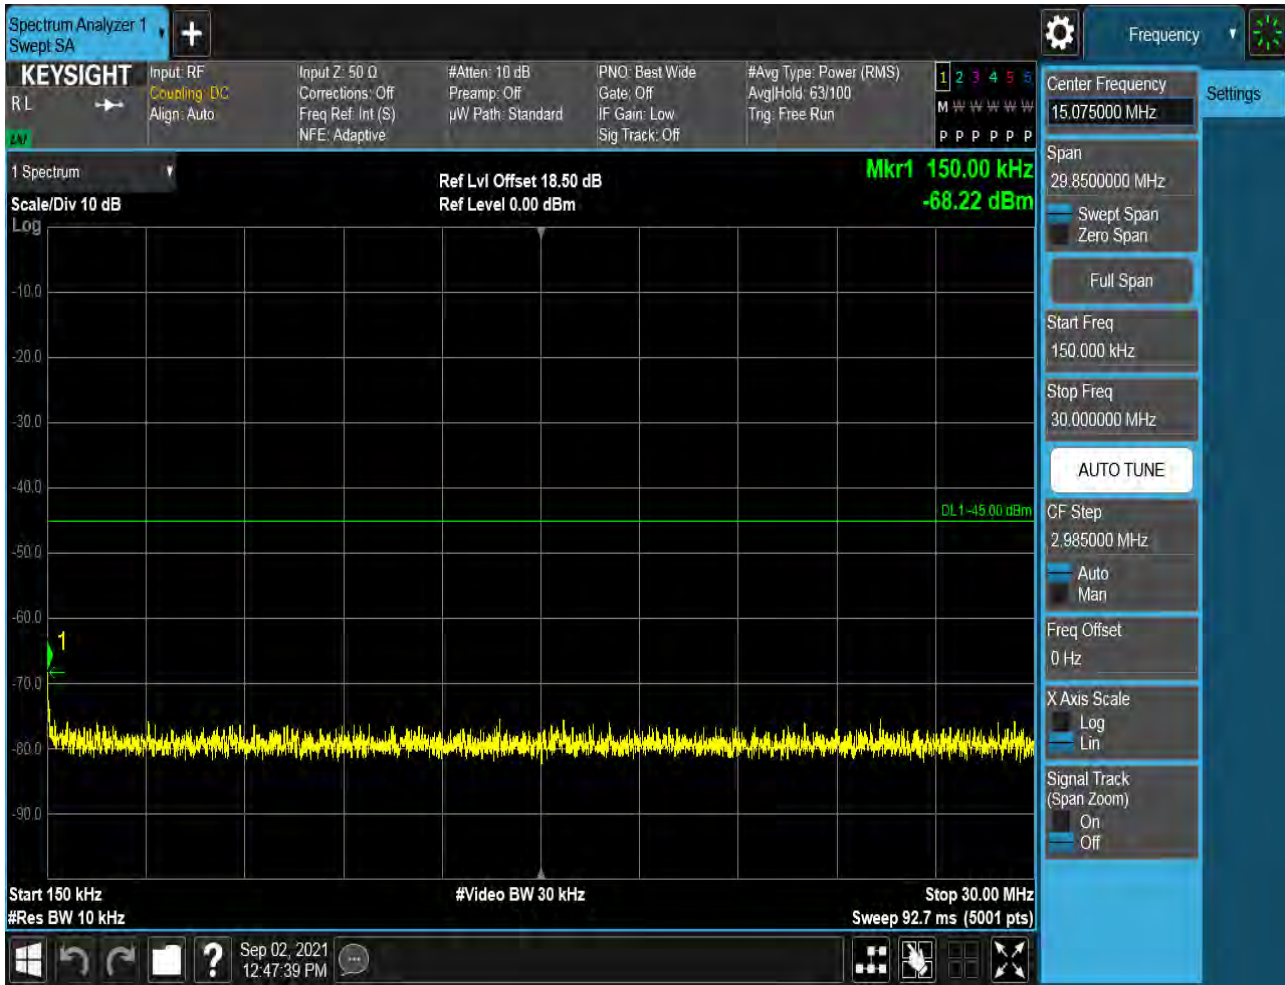 Spectrum Analyzer 1
Swept SA
Frequency
KEYSIGHT
R L
Input: RF
Coupling: DC
Align: Auto
Input Z: 50 Ω
Corrections: Off
Freq Ref: Int (S)
NFE: Adaptive
#Atten: 10 dB
Preamp: Off
µW Path: Standard
PNO: Best Wide
Gate: Off
IF Gain: Low
Sig Track: Off
#Avg Type: Power (RMS)
Avg|Hold: 63/100
Trig: Free Run
1 2 3 4 5 6
M W W W W W
P P P P P P
1 Spectrum
Scale/Div 10 dB
Log
Ref Lvl Offset 18.50 dB
Ref Level 0.00 dBm
Mkr1 150.00 kHz
-68.22 dBm
-10.0
-20.0
-30.0
-40.0
DL1 -45.00 dBm
-50.0
-60.0
1
-70.0
-80.0
-90.0
Start 150 kHz
#Video BW 30 kHz
Stop 30.00 MHz
#Res BW 10 kHz
Sweep 92.7 ms (5001 pts)
Sep 02, 2021
12:47:39 PM
Center Frequency
15.075000 MHz
Settings
Span
29.8500000 MHz
Swept Span
Zero Span
Full Span
Start Freq
150.000 kHz
Stop Freq
30.000000 MHz
AUTO TUNE
CF Step
2.985000 MHz
Auto
Man
Freq Offset
0 Hz
X Axis Scale
Log
Lin
Signal Track
(Span Zoom)
On
Off